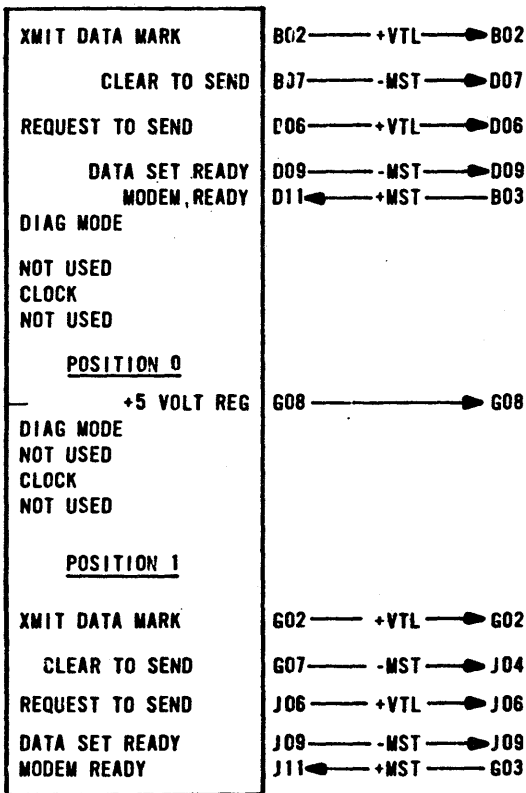 XMIT DATA MARK B02 +VTL B02
CLEAR TO SEND B07 -MST D07
REQUEST TO SEND D06 +VTL D06
DATA SET READY D09 -MST D09
MODEM READY D11 +MST B03
DIAG MODE
NOT USED
CLOCK
NOT USED
POSITION 0
+5 VOLT REG G08 G08
DIAG MODE
NOT USED
CLOCK
NOT USED
POSITION 1
XMIT DATA MARK G02 +VTL G02
CLEAR TO SEND G07 -MST J04
REQUEST TO SEND J06 +VTL J06
DATA SET READY J09 -MST J09
MODEM READY J11 +MST G03